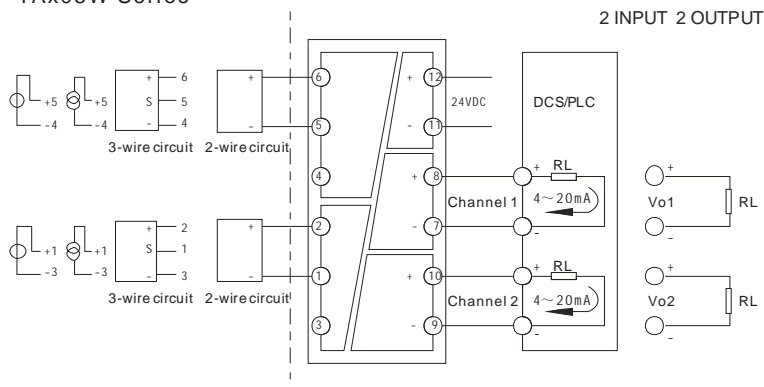 2 INPUT 2 OUTPUT
+ 6
+5 +5 S 5
-4 -4 - 4
3-wire circuit 2-wire circuit
+
-
6
5
4
+ 12
24VDC
- 11
DCS/PLC
+ 8
Channel 1
- 7
+ RL
4~20mA
-
+
Vo1
-
RL
+ 2
+1 +1 S 1
-3 -3 - 3
3-wire circuit 2-wire circuit
+
-
2
1
3
+ 10
Channel 2
- 9
+ RL
4~20mA
-
+
Vo2
-
RL